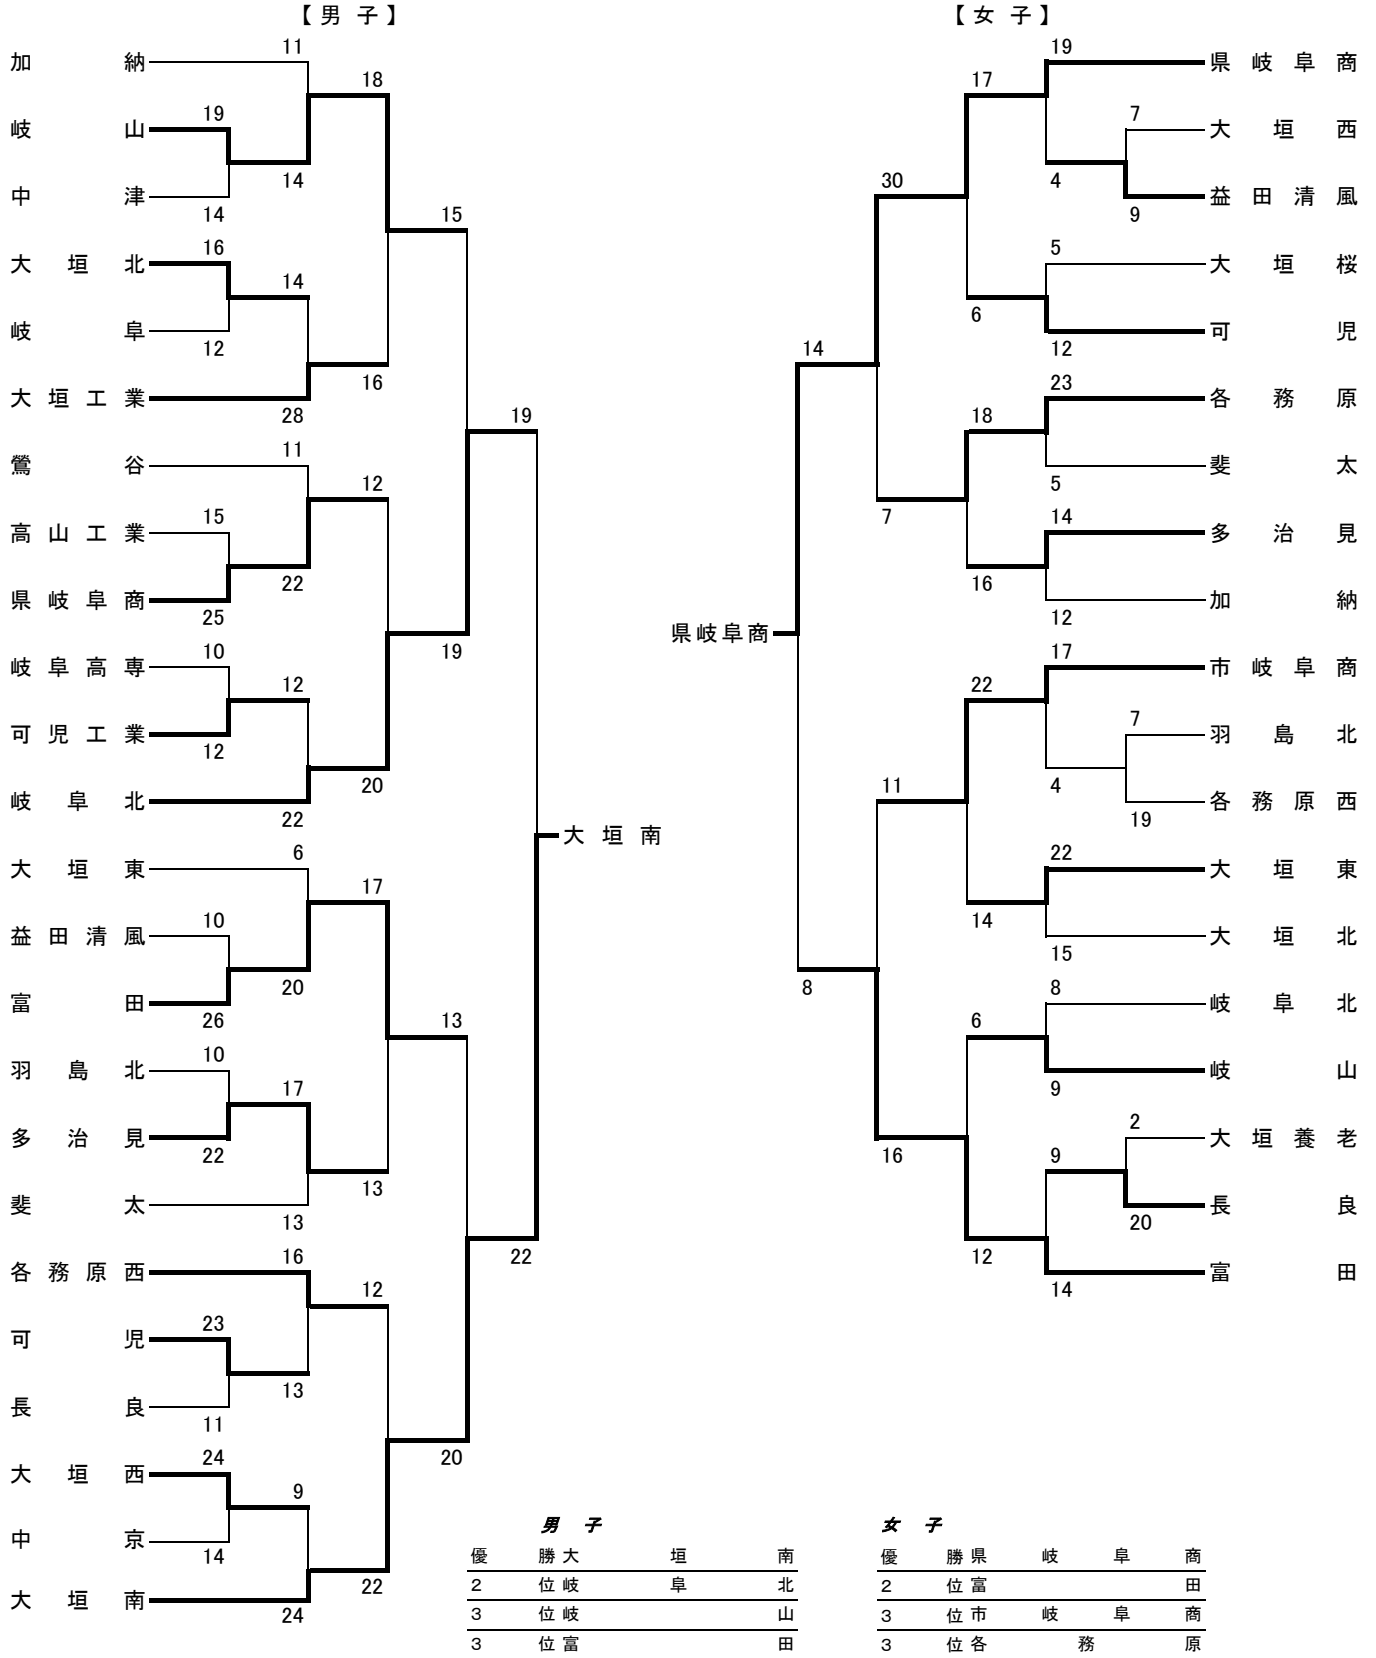 【 男 子 】 【 女 子 】
11 19
加 納 18 17 県 岐 阜 商
19 7
岐 山 大 垣 西
14 30 4
中 津 益 田 清 風
14 15 9
16 5
大 垣 北 14 大 垣 桜
6
岐 阜 可 児
12 14 12
16 23
大 垣 工 業 各 務 原
28 19 18
11
鶯 谷 12 斐 太
5
15 7 14
高 山 工 業 多 治 見
22 16
県 岐 阜 商 加 納
25 12
県岐阜商
10 19 17
岐 阜 高 専 12 22 市 岐 阜 商
7
可 児 工 業 羽 島 北
12
20 11 4
岐 阜 北 各 務 原 西
22 19
大 垣 南
6 22
大 垣 東 17 大 垣 東
10 14
益 田 清 風 大 垣 北
15
20 8 8
富 田 岐 阜 北
26 13 6
10
羽 島 北 17 岐 山
9
2
多 治 見 大 垣 養 老
22 16 9
13
斐 太 長 良
13 20
16 22 12
各 務 原 西 12 富 田
14
23
可 児
13
長 良
11
24 20
大 垣 西 9
中 京
14
22
大 垣 南
24
男 子
優 勝 大 垣 南
2 位 岐 阜 北
3 位 岐 山
3 位 富 田
女 子
優 勝 県 岐 阜 商
2 位 富 田
3 位 市 岐 阜 商
3 位 各 務 原